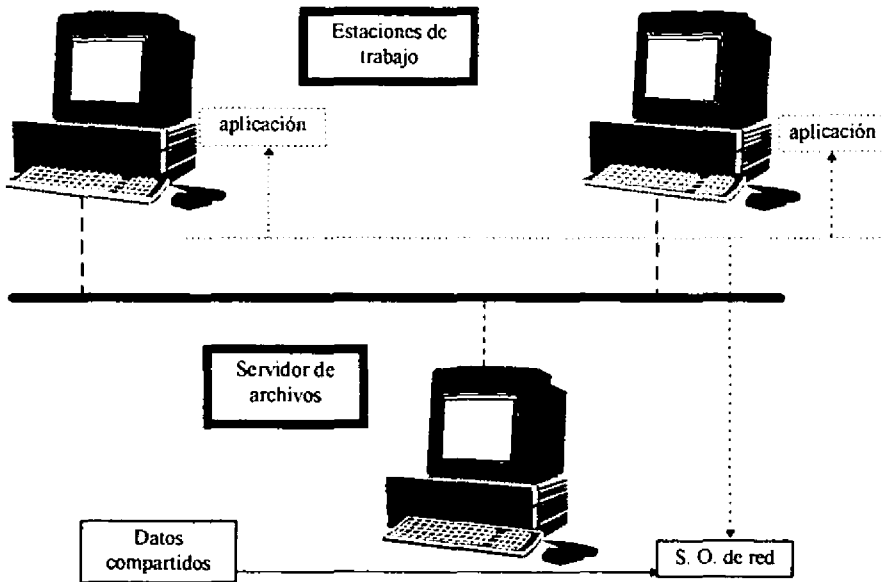 Estaciones de
trabajo
aplicación
aplicación
Servidor de
archivos
Datos
compartidos
S. O. de red